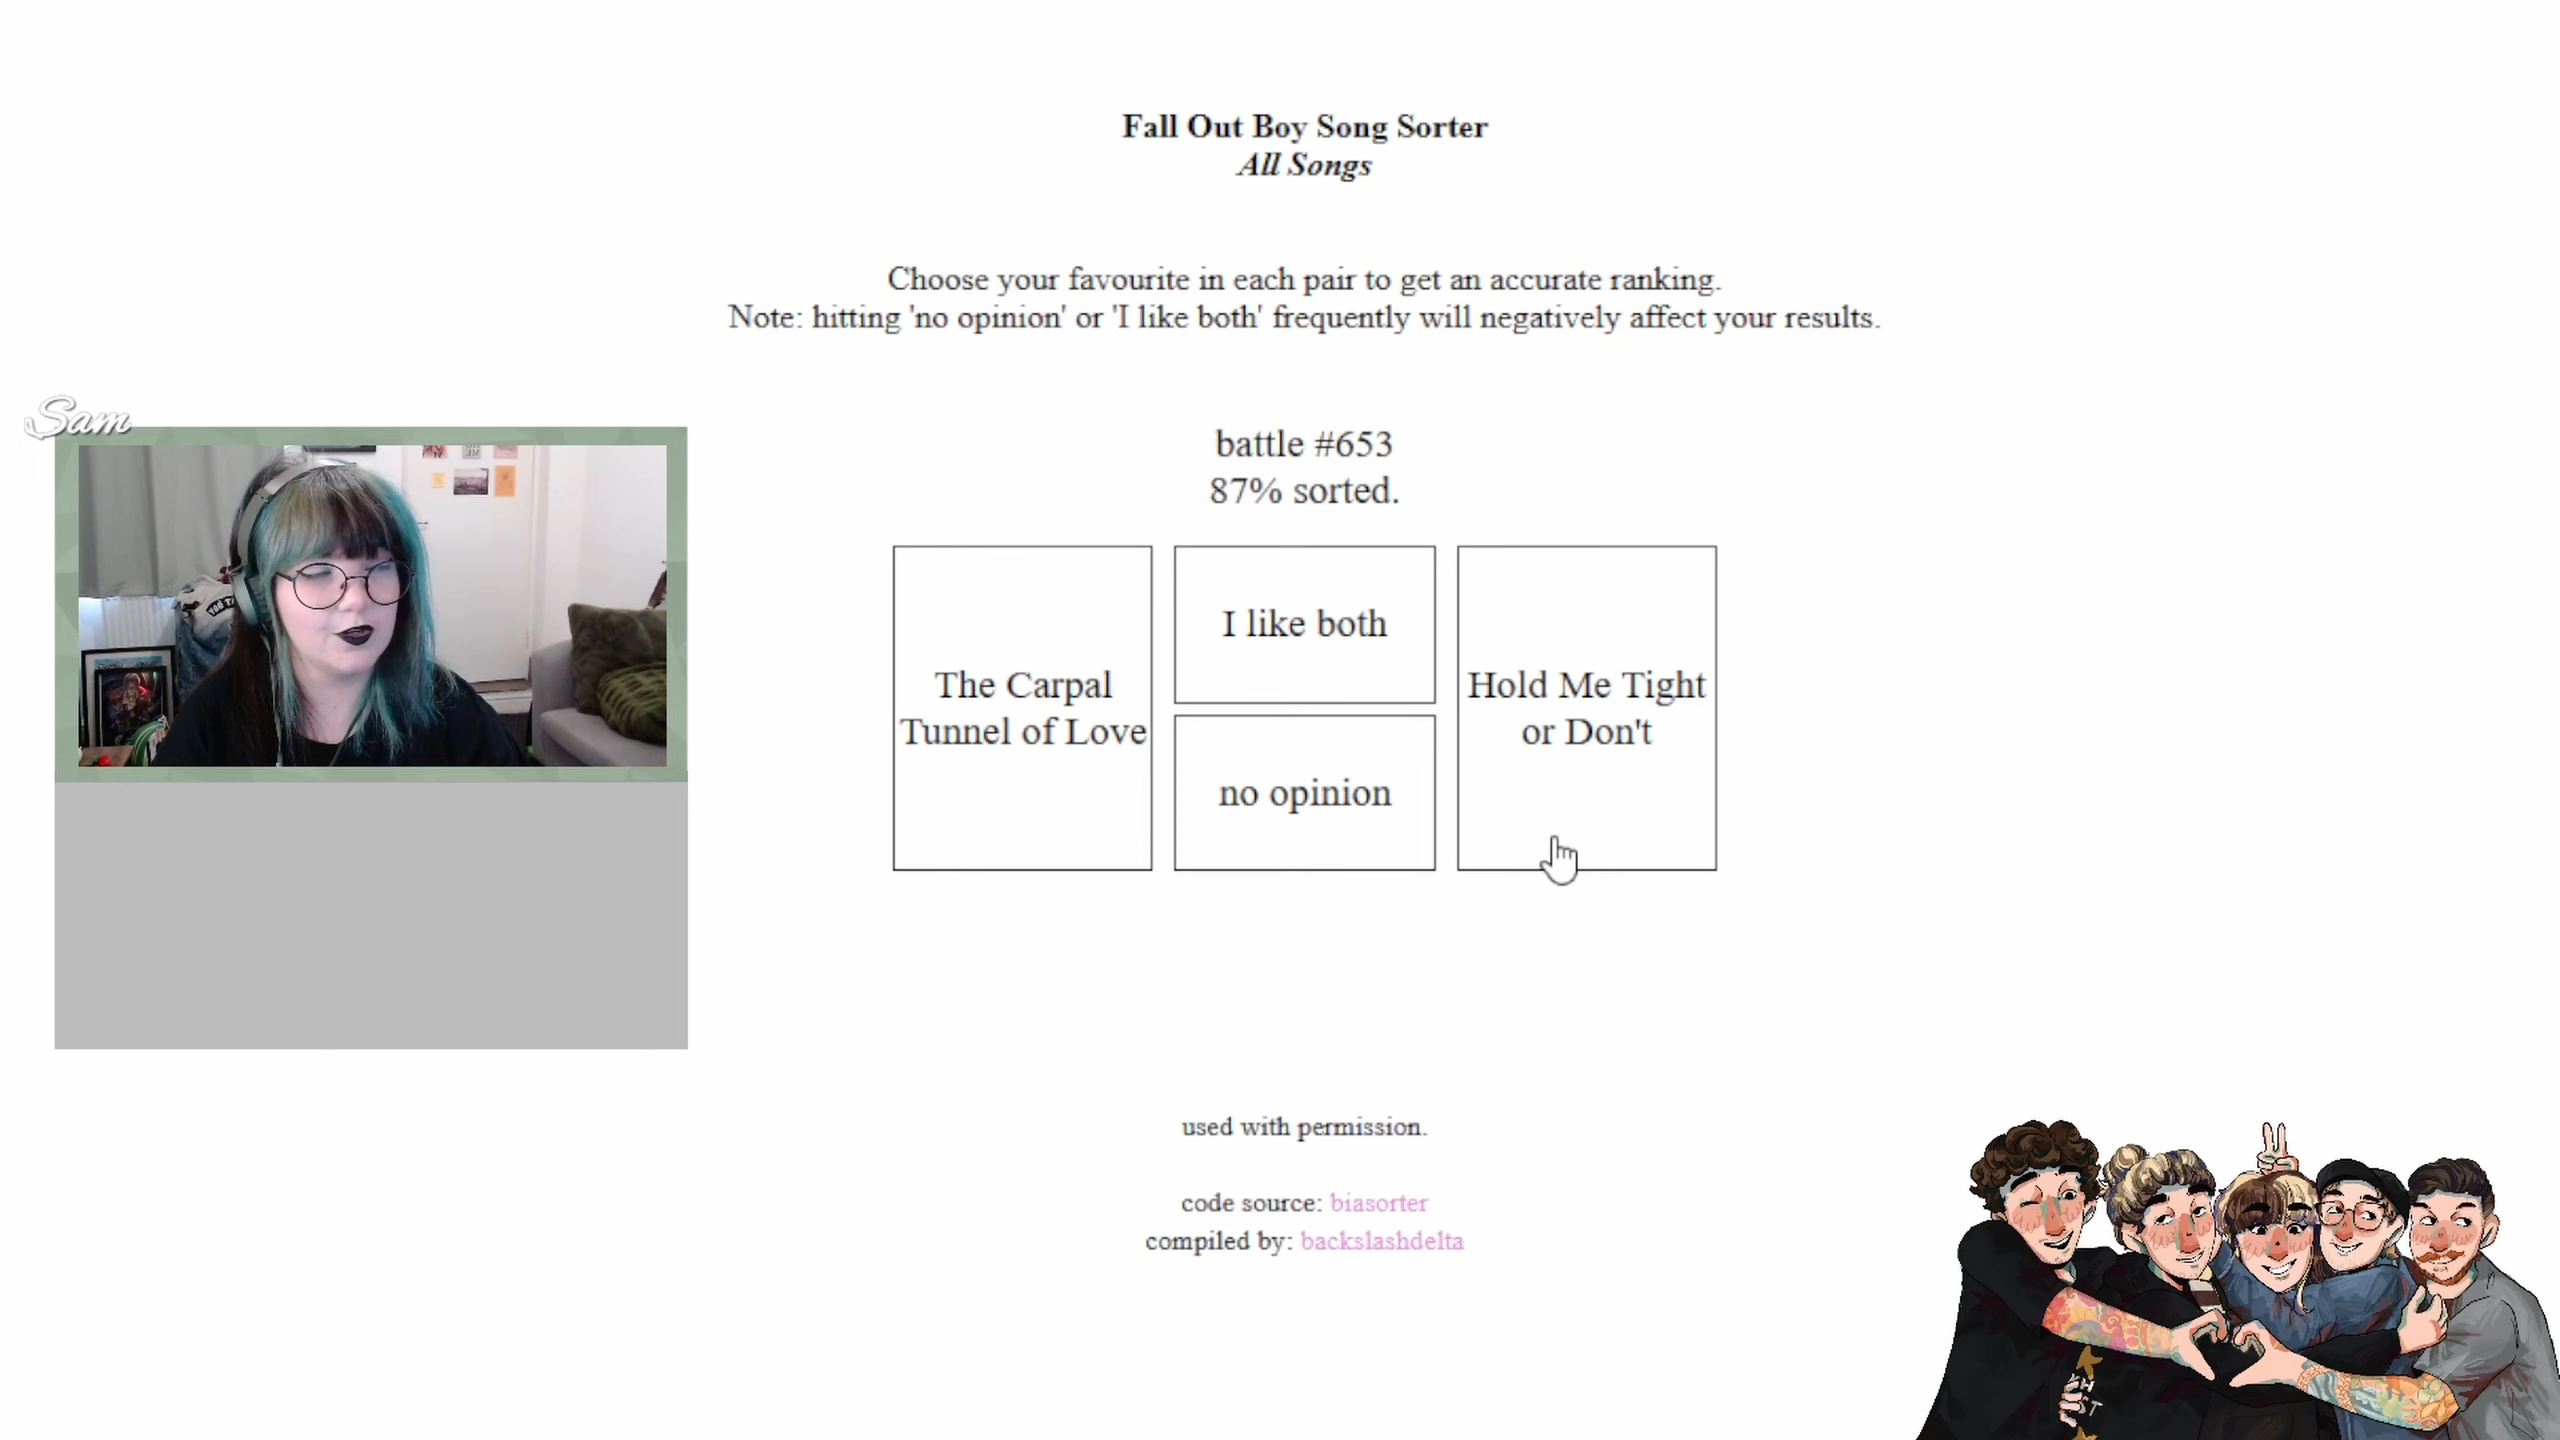 Fall Out Boy Song Sorter
All Songs
Choose your favourite in each pair to get an accurate ranking.
Note: hitting 'no opinion' or 'I like both' frequently will negatively affect your results.
Sam
battle #653
87% sorted.
The Carpal
Tunnel of Love
I like both
no opinion
Hold Me Tight
or Don't
used with permission.
code source: biasorter
compiled by: backslashdelta